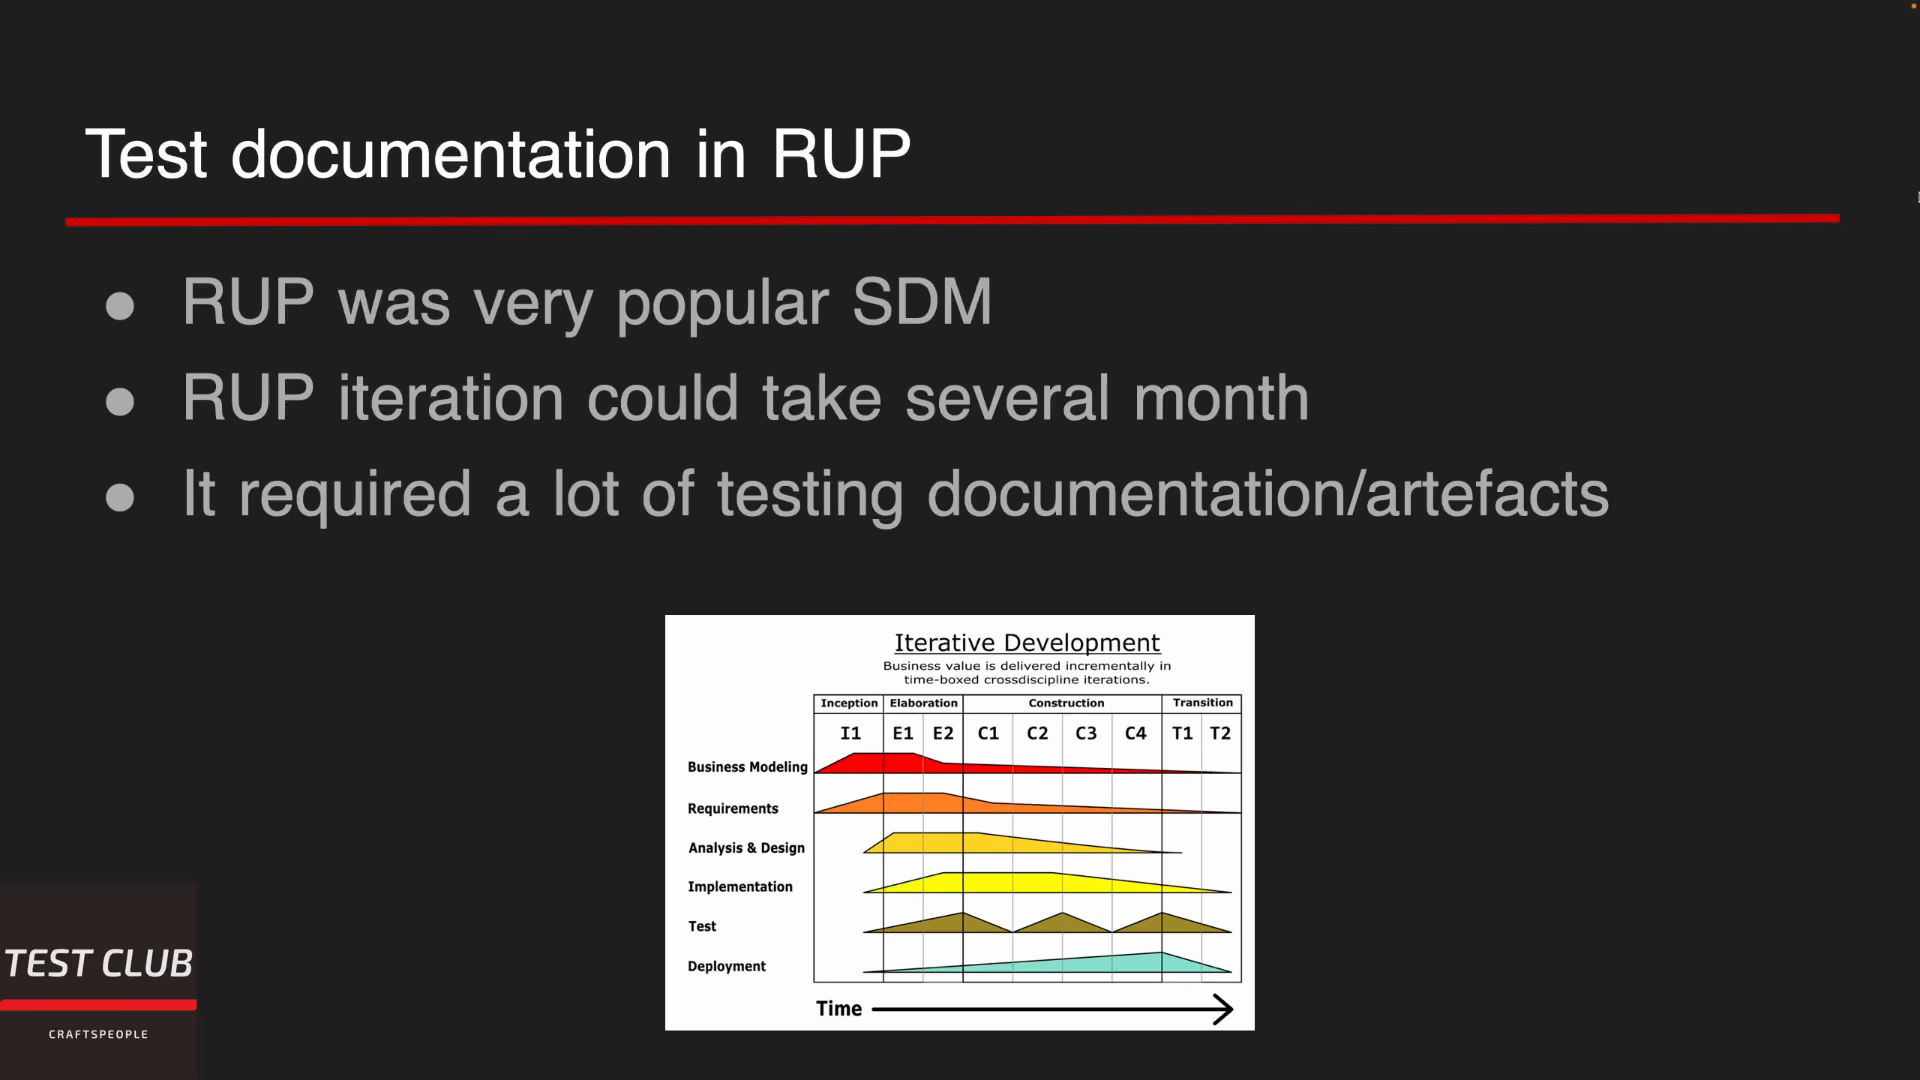 Test documentation in RUP
● RUP was very popular SDM
● RUP iteration could take several month
● It required a lot of testing documentation/artefacts
Iterative Development
Business value is delivered incrementally in
time-boxed crossdiscipline iterations.
Inception Elaboration Construction Transition
I1 E1 E2 C1 C2 C3 C4 T1 T2
Business Modeling
Requirements
Analysis & Design
Implementation
Test
Deployment
Time
TEST CLUB
CRAFTSPEOPLE